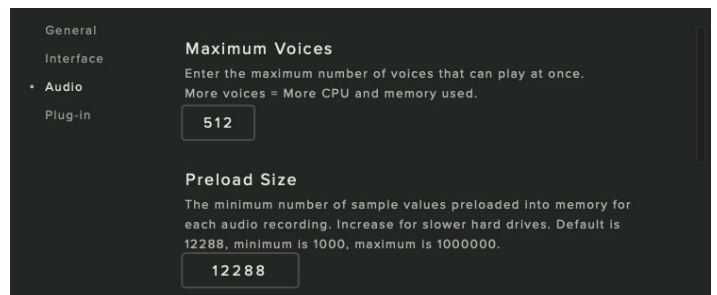 General
Interface
Audio
Plug-in
Maximum Voices
Enter the maximum number of voices that can play at once.
More voices = More CPU and memory used.
512
Preload Size
The minimum number of sample values preloaded into memory for
each audio recording. Increase for slower hard drives. Default is
12288, minimum is 1000, maximum is 1000000.
12288